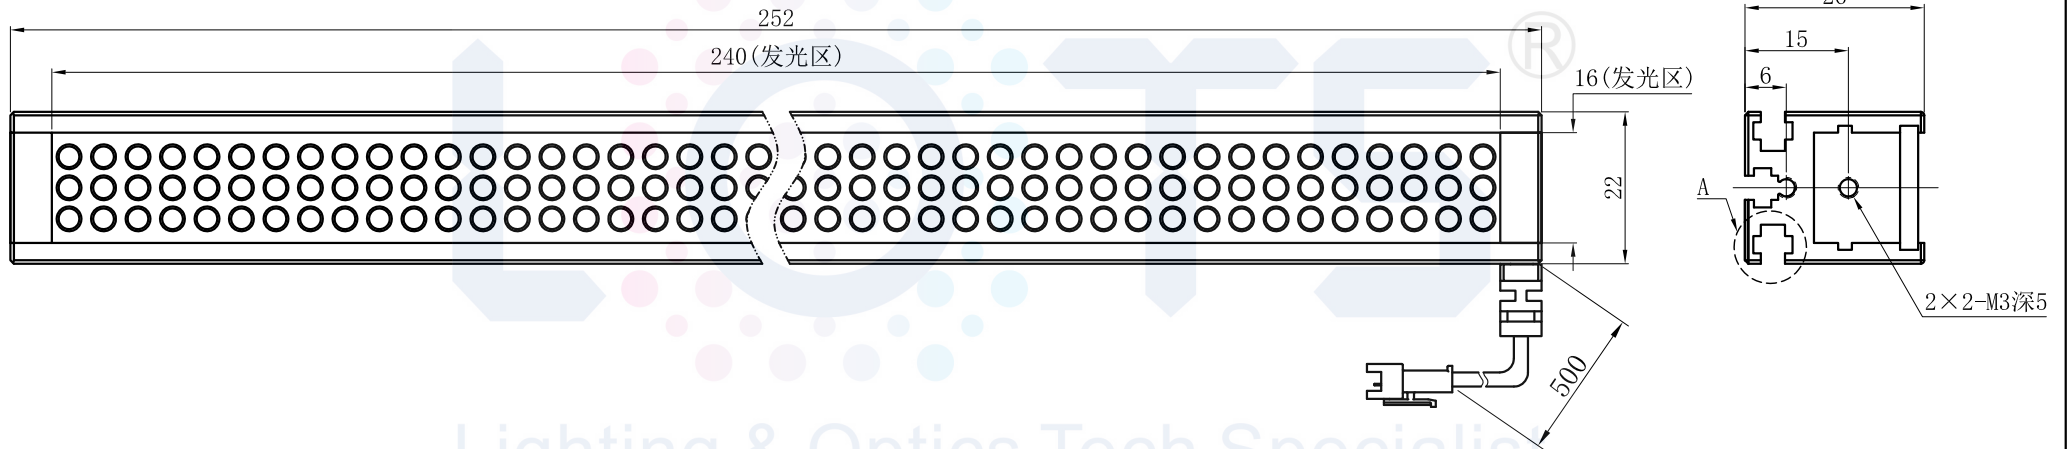 252
240(发光区)
16(发光区)
22
500
15
6
A
2×2-M3深5
LOTS®
Lighting & Optics Tech Specialist